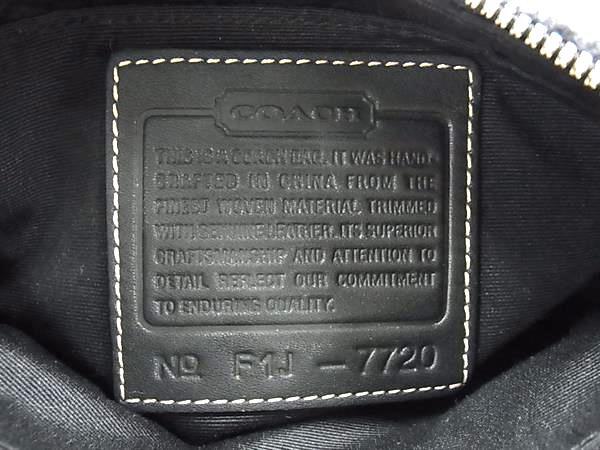 COACH
THIS IS A COACH BAG. IT WAS HAND-
CRAFTED IN CHINA FROM THE
FINEST WOVEN MATERIAL TRIMMED
WITH GENUINE LEATHER. ITS SUPERIOR
CRAFTSMANSHIP AND ATTENTION TO
DETAIL REFLECT OUR COMMITMENT
TO ENDURING QUALITY.
No F1J - 7720